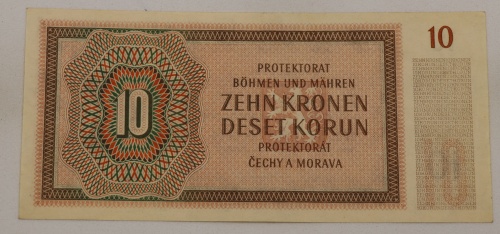 10
PROTEKTORAT
BÖHMEN UND MÄHREN
ZEHN KRONEN
DESET KORUN
PROTEKTORÁT
ČECHY A MORAVA
10
10